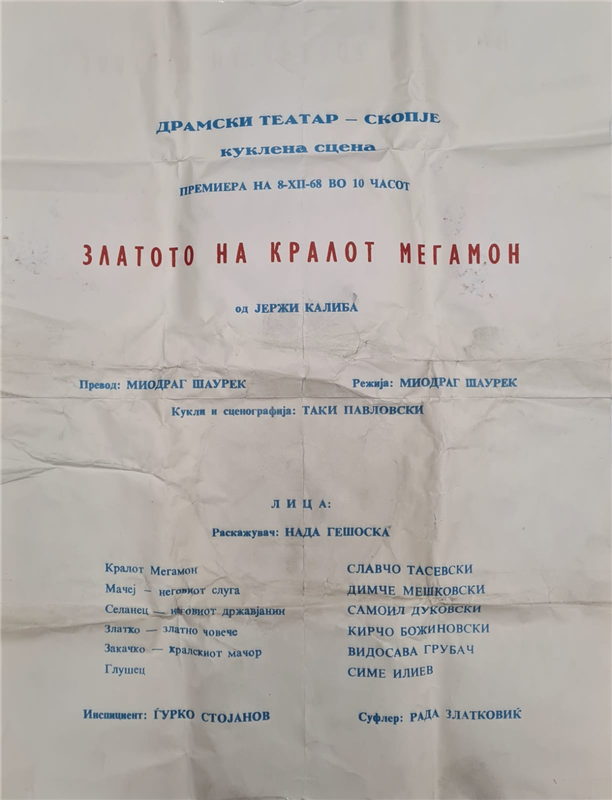 ДРАМСКИ ТЕАТАР — СКОПЈЕ
куклена сцена
ПРЕМИЕРА НА 8-XII-68 ВО 10 ЧАСОТ
ЗЛАТОТО НА КРАЛОТ МЕГАМОН
од ЈЕРЖИ КАЛИБА
Превод: МИОДРАГ ШАУРЕК Режија: МИОДРАГ ШАУРЕК
Кукли и сценографија: ТАКИ ПАВЛОВСКИ
ЛИЦА:
Раскажувач: НАДА ГЕШОСКА
Кралот Мегамон СЛАВЧО ТАСЕВСКИ
Мачеј — неговиот слуга ДИМЧЕ МЕШКОВСКИ
Селанец — неговиот државјанин САМОИЛ ДУКОВСКИ
Златко — златно човече КИРЧО БОЖИНОВСКИ
Закачко — кралскиот мачор ВИДОСАВА ГРУБАЧ
Глушец СИМЕ ИЛИЕВ
Инспициент: ЃУРКО СТОЈАНОВ Суфлер: РАДА ЗЛАТКОВИЌ